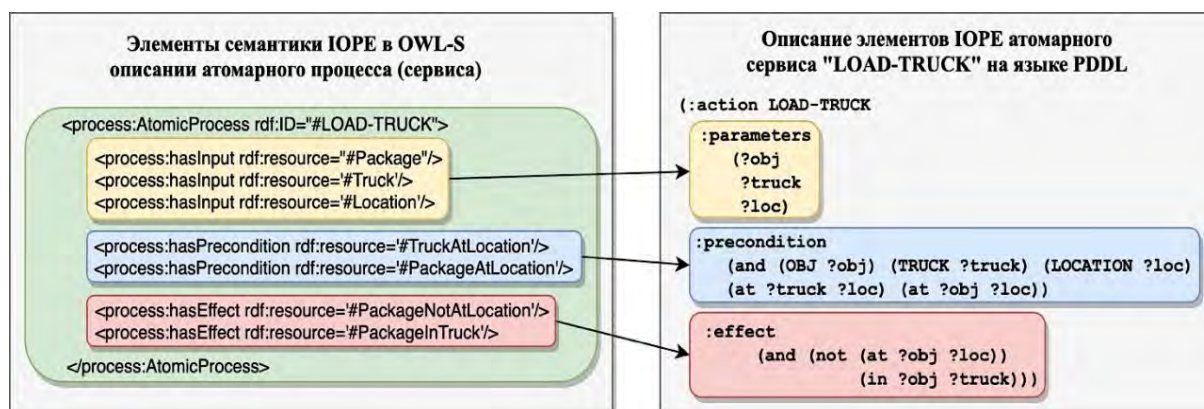 Элементы семантики IOPE в OWL-S
описании атомарного процесса (сервиса)
<process:AtomicProcess rdf:ID="#LOAD-TRUCK">
<process:hasInput rdf:resource="#Package"/>
<process:hasInput rdf:resource='#Truck'/>
<process:hasInput rdf:resource='#Location'/>
<process:hasPrecondition rdf:resource='#TruckAtLocation'/>
<process:hasPrecondition rdf:resource='#PackageAtLocation'/>
<process:hasEffect rdf:resource='#PackageNotAtLocation'/>
<process:hasEffect rdf:resource='#PackageInTruck'/>
</process:AtomicProcess>
Описание элементов IOPE атомарного
сервиса "LOAD-TRUCK" на языке PDDL
(:action LOAD-TRUCK
:parameters
(?obj
?truck
?loc)
:precondition
(and (OBJ ?obj) (TRUCK ?truck) (LOCATION ?loc)
(at ?truck ?loc) (at ?obj ?loc))
:effect
(and (not (at ?obj ?loc))
(in ?obj ?truck)))